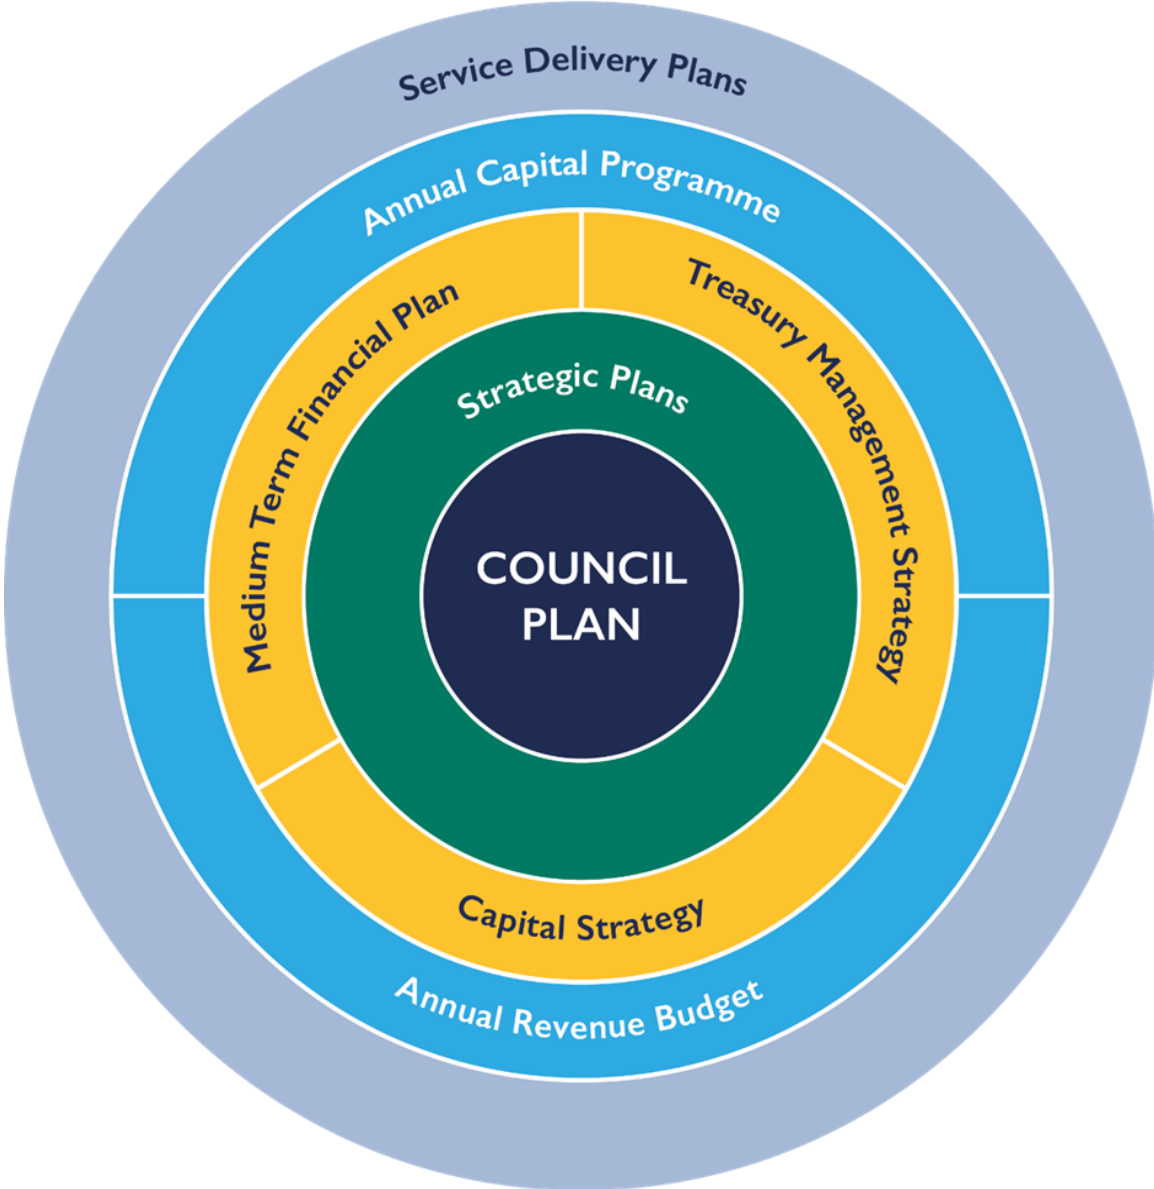 Service Delivery Plans
Annual Capital Programme
Medium Term Financial Plan
Treasury Management Strategy
Strategic Plans
COUNCIL
PLAN
Capital Strategy
Annual Revenue Budget